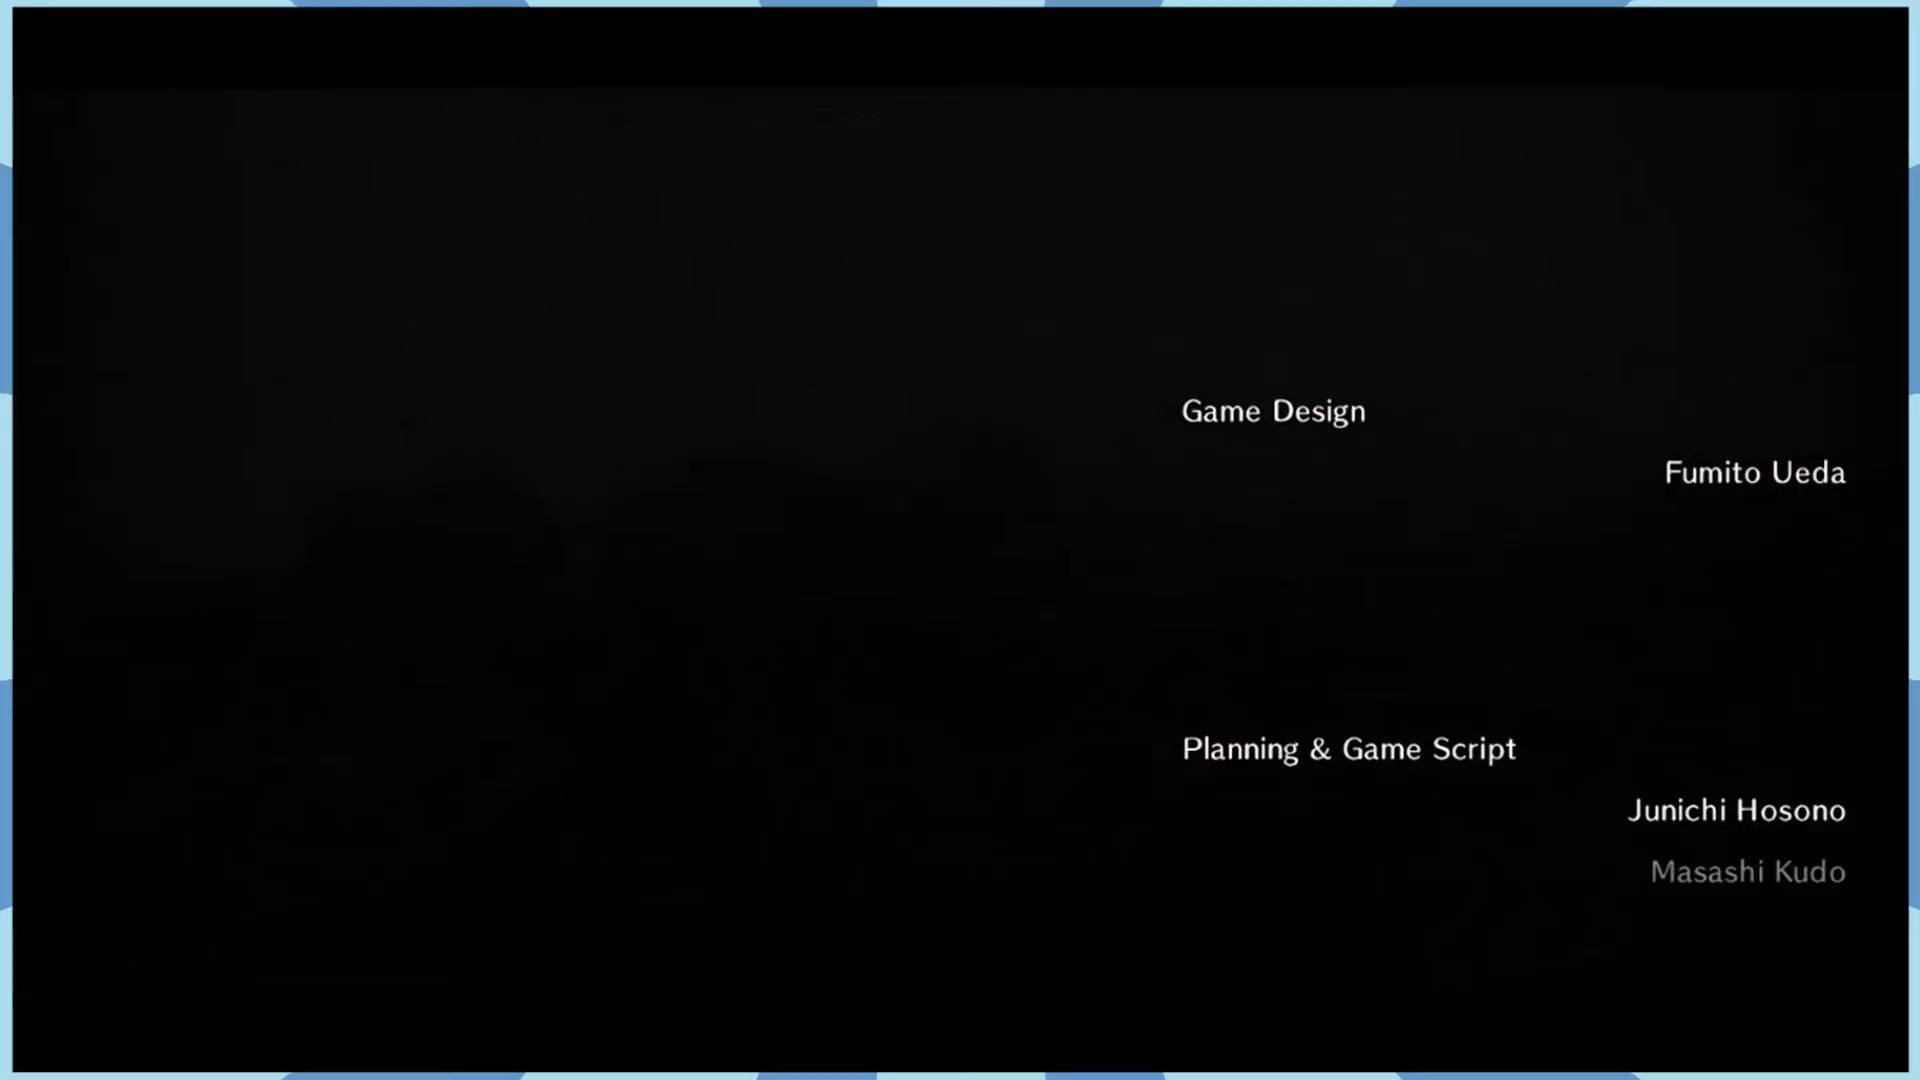 Game Design
Fumito Ueda
Planning & Game Script
Junichi Hosono
Masashi Kudo